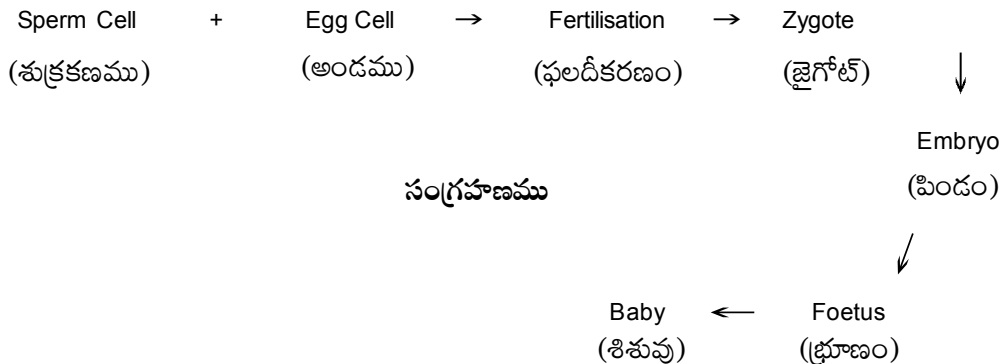 Sperm Cell + Egg Cell → Fertilisation → Zygote
(శుక్రకణము) (అండము) (ఫలదీకరణం) (జైగోట్) ↓
Embryo
సంగ్రహణము (పిండం)
↙
Baby ← Foetus
(శిశువు) (భ్రూణం)